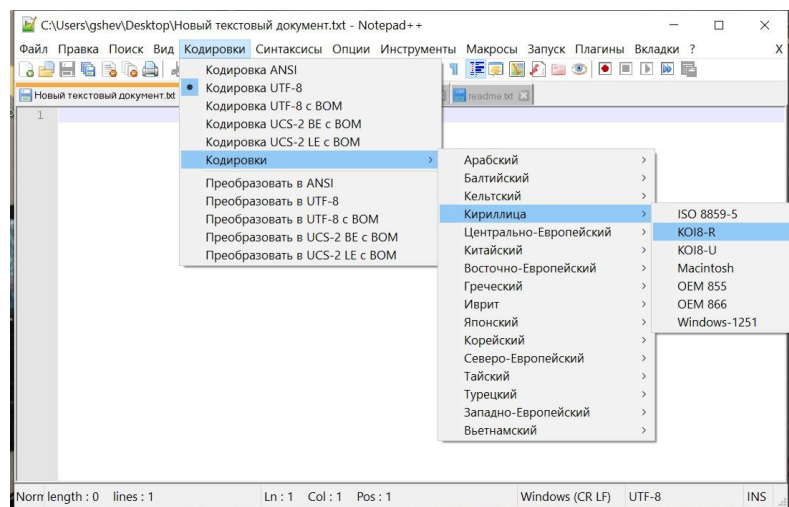 C:\Users\gshev\Desktop\Новый текстовый документ.txt - Notepad++
Файл Правка Поиск Вид Кодировки Синтаксисы Опции Инструменты Макросы Запуск Плагины Вкладки ? X
Новый текстовый документ.txt
readme.txt
1
Кодировка ANSI
Кодировка UTF-8
Кодировка UTF-8 с BOM
Кодировка UCS-2 BE с BOM
Кодировка UCS-2 LE с BOM
Кодировки
Преобразовать в ANSI
Преобразовать в UTF-8
Преобразовать в UTF-8 с BOM
Преобразовать в UCS-2 BE с BOM
Преобразовать в UCS-2 LE с BOM
Арабский
Балтийский
Кельтский
Кириллица
Центрально-Европейский
Китайский
Восточно-Европейский
Греческий
Иврит
Японский
Корейский
Северо-Европейский
Тайский
Турецкий
Западно-Европейский
Вьетнамский
ISO 8859-5
KOI8-R
KOI8-U
Macintosh
OEM 855
OEM 866
Windows-1251
Norm length : 0 lines : 1 Ln : 1 Col : 1 Pos : 1 Windows (CR LF) UTF-8 INS